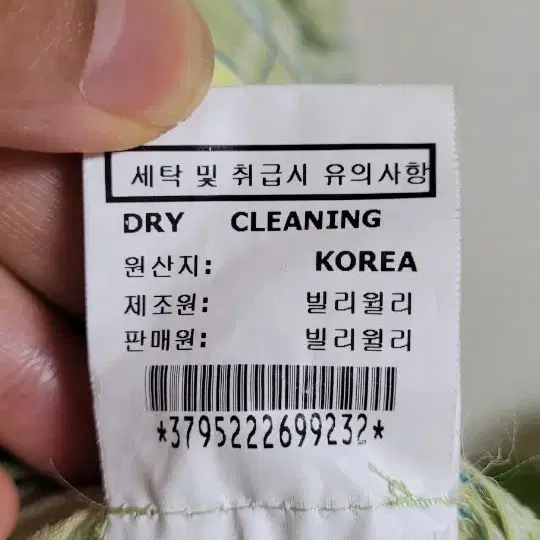 세탁 및 취급시 유의사항
DRY CLEANING
원산지: KOREA
제조원: 빌리윌리
판매원: 빌리윌리
*3795222699232*